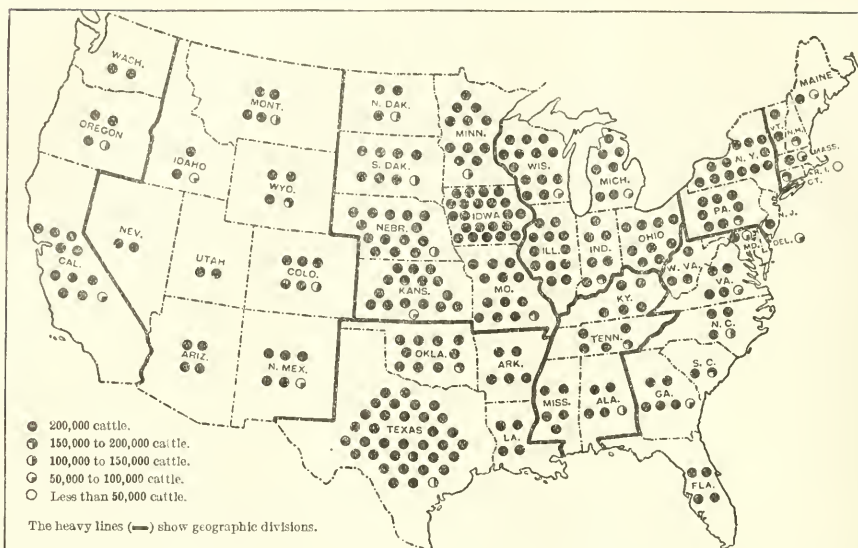 WACH.
OREGON
CAL.
IDAHO
NEV.
MONT.
WYO.
UTAH
COLO.
ARIZ.
N. MEX.
N. DAK.
S. DAK.
NEBR.
KANS.
OKLA.
TEXAS
MINN.
IOWA
MO.
ARK.
LA.
WIS.
MICH.
ILL.
IND.
OHIO
KY.
TENN.
MISS.
ALA.
MAINE
VT.
N.H.
MASS.
R. I.
CT.
N. Y.
PA.
N. J.
MD.
DEL.
W. VA.
VA.
N. C.
S. C.
GA.
FLA.
200,000 cattle.
150,000 to 200,000 cattle.
100,000 to 150,000 cattle.
50,000 to 100,000 cattle.
Less than 50,000 cattle.
The heavy lines (▬) show geographic divisions.